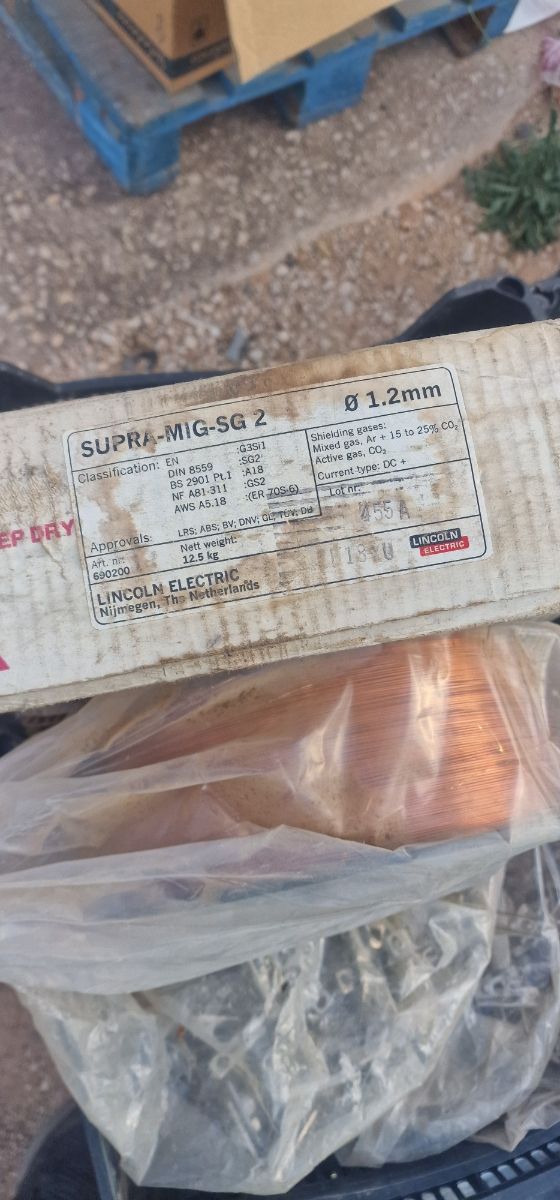 SUPRA-MIG-SG 2
Ø 1.2mm
Classification: EN :G3Si1
DIN 8559 :SG2
BS 2901 Pt.1 :A18
NF A81-311 :GS2
AWS A5.18 :(ER 70S-6)
Shielding gases:
Mixed gas, Ar + 15 to 25% CO₂
Active gas, CO₂
Current type: DC +
Lot nr:
455A
Approvals: LRS; ABS; BV; DNV; GL; TÜV; DB
Art. nr: Nett weight:
690200 12.5 kg
LINCOLN ELECTRIC
Nijmegen, The Netherlands
LINCOLN
ELECTRIC
EP DRY